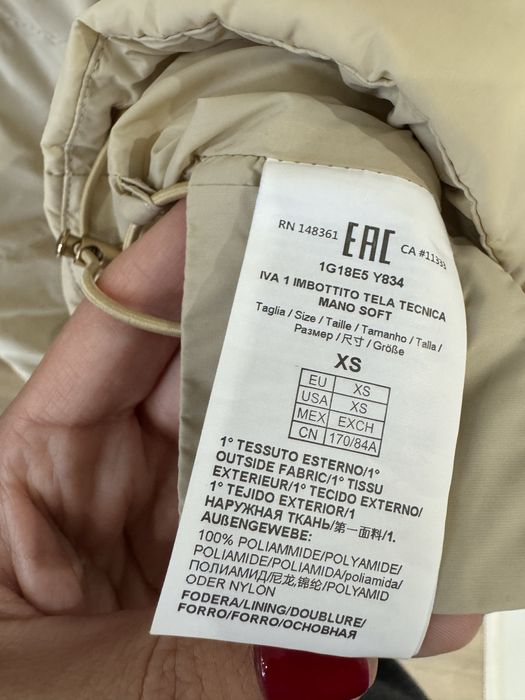 RN 148361 EAC CA #11333
1G18E5 Y834
IVA 1 IMBOTTITO TELA TECNICA
MANO SOFT
Taglia / Size / Taille / Tamanho / Talla /
Размер / 尺寸 / Größe
XS
EU XS
USA XS
MEX EXCH
CN 170/84A
1° TESSUTO ESTERNO/1°
OUTSIDE FABRIC/1° TISSU
EXTERIEUR/1° TECIDO EXTERNO/
1° TEJIDO EXTERIOR/1
НАРУЖНАЯ ТКАНЬ/第一面料/1.
AUßENGEWEBE:
100% POLIAMMIDE/POLYAMIDE/
POLIAMIDE/POLIAMIDA/poliamida/
ПОЛИАМИД/尼龙,锦纶/POLYAMID
ODER NYLON
FODERA/LINING/DOUBLURE/
FORRO/FORRO/ОСНОВНАЯ